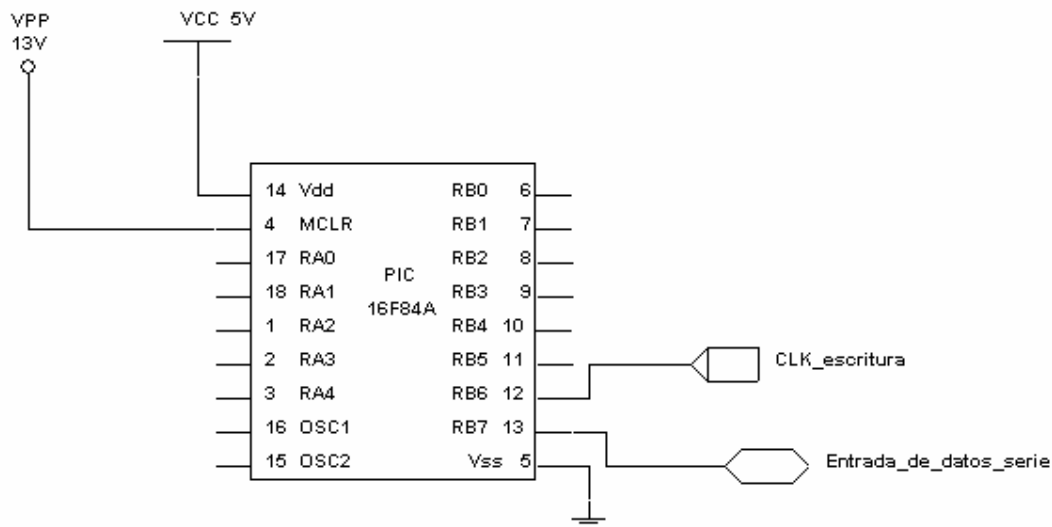 VPP
13V
VCC 5V
14 Vdd RB0 6
4 MCLR RB1 7
17 RA0 RB2 8
PIC
18 RA1 RB3 9
16F84A
1 RA2 RB4 10
2 RA3 RB5 11
CLK_escritura
3 RA4 RB6 12
16 OSC1 RB7 13
15 OSC2 Vss 5
Entrada_de_datos_serie